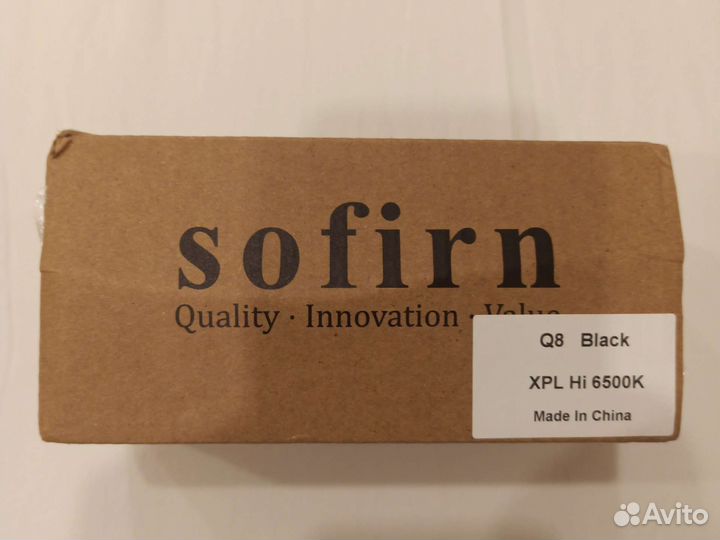 sofirn
Quality · Innovation · Value
Q8 Black
XPL Hi 6500K
Made In China
Avito